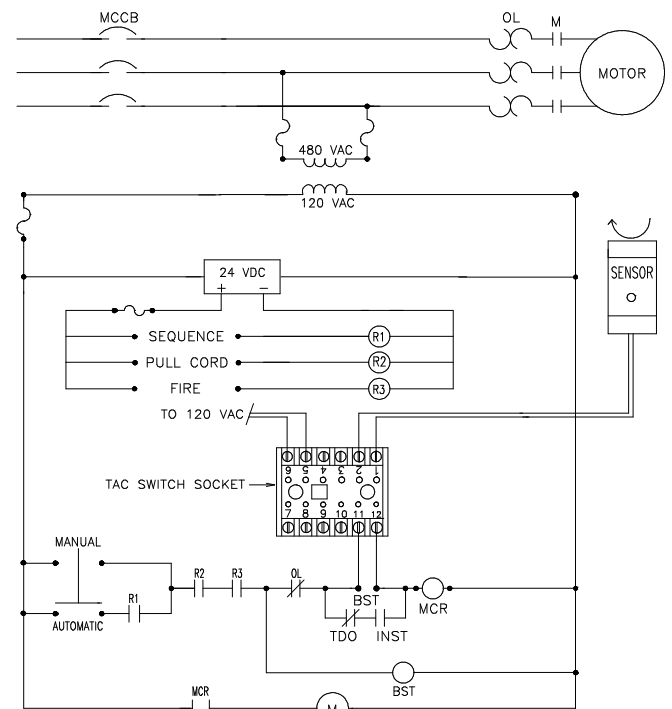 MCCB
OL
M
MOTOR
480 VAC
120 VAC
24 VDC
+ −
SENSOR
SEQUENCE
R1
PULL CORD
R2
FIRE
R3
TO 120 VAC
6 5 4 3 2 1
TAC SWITCH SOCKET
7 8 9 10 11 12
MANUAL
R1
AUTOMATIC
R2
R3
OL
BST
TDO
INST
MCR
BST
MCR
M